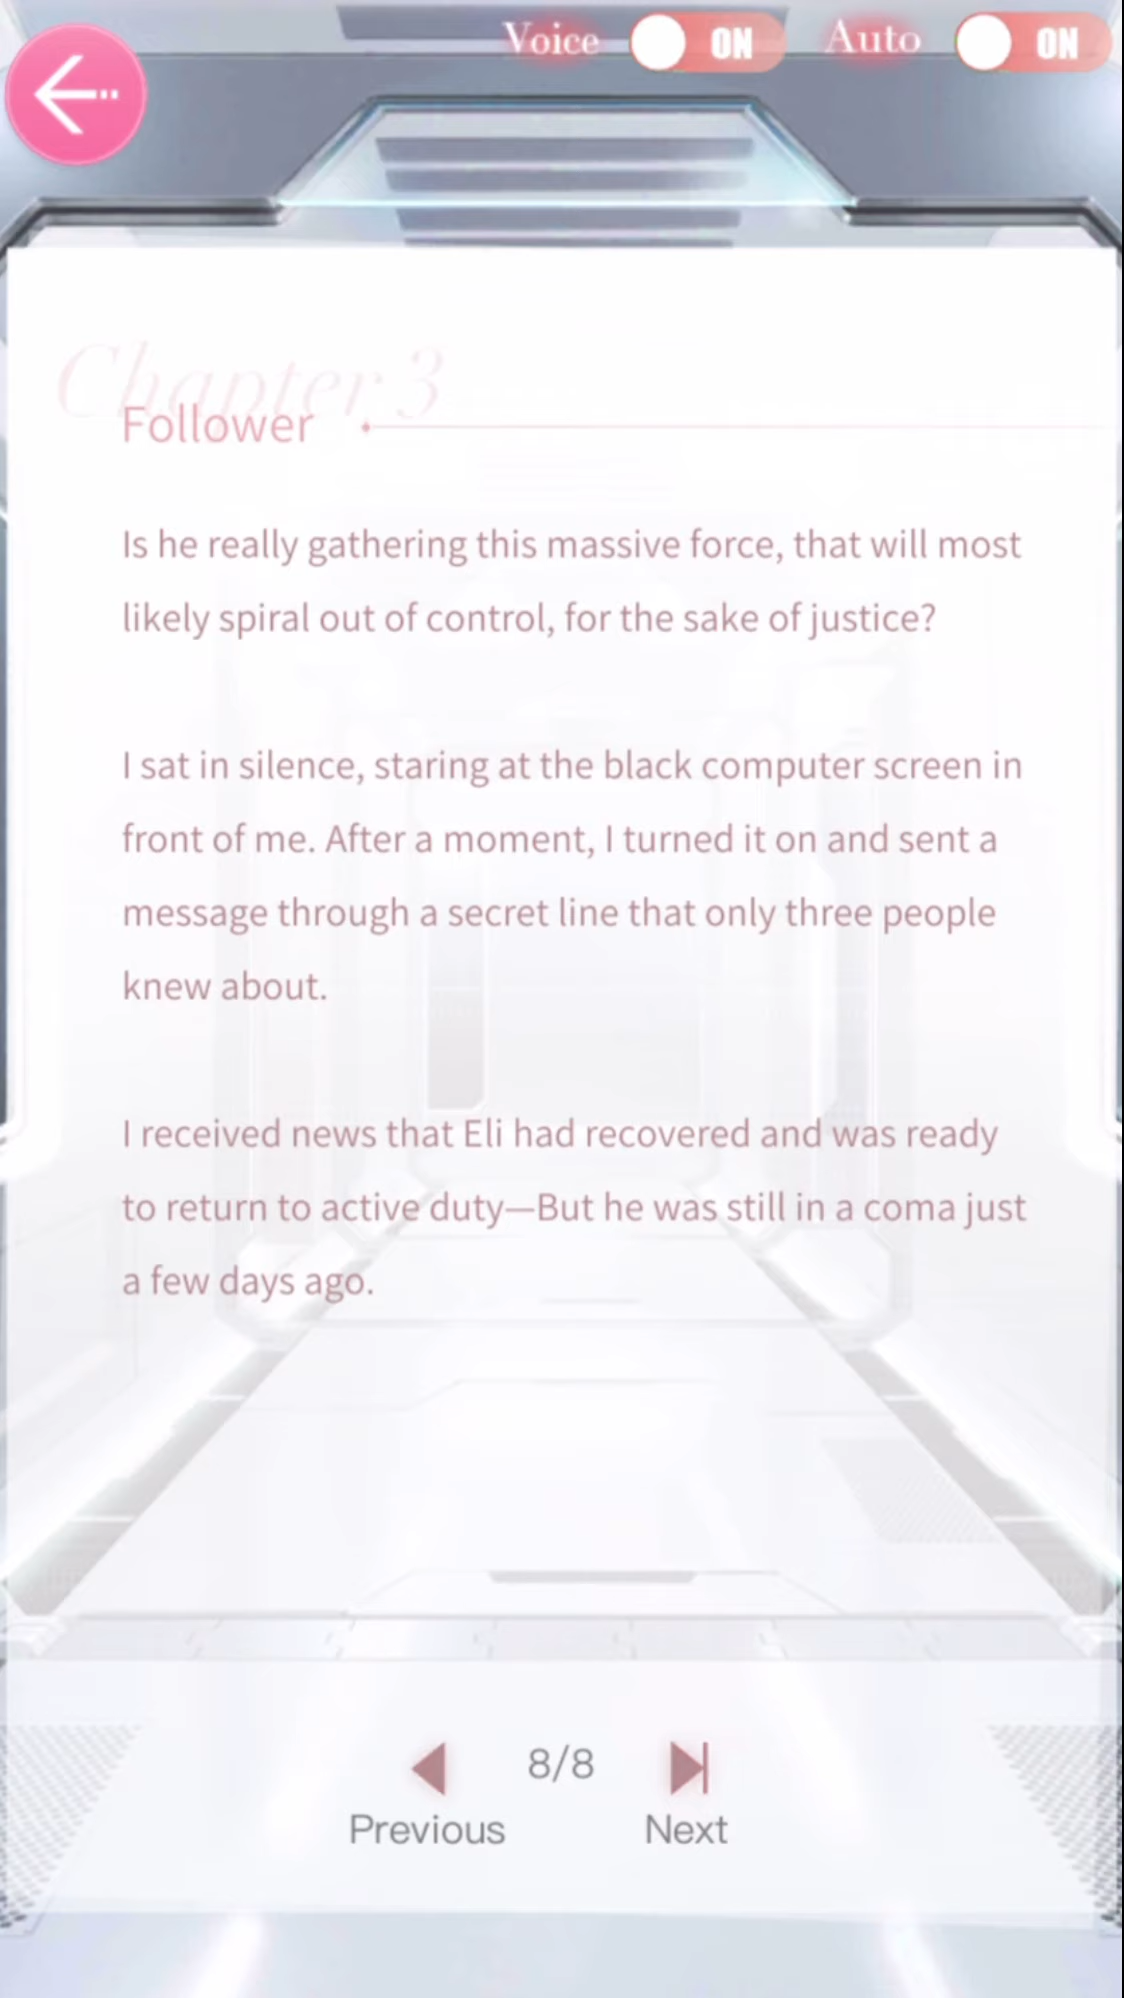 Voice ON Auto ON
Chapter 3
Follower
Is he really gathering this massive force, that will most
likely spiral out of control, for the sake of justice?
I sat in silence, staring at the black computer screen in
front of me. After a moment, I turned it on and sent a
message through a secret line that only three people
knew about.
I received news that Eli had recovered and was ready
to return to active duty—But he was still in a coma just
a few days ago.
8/8
Previous Next